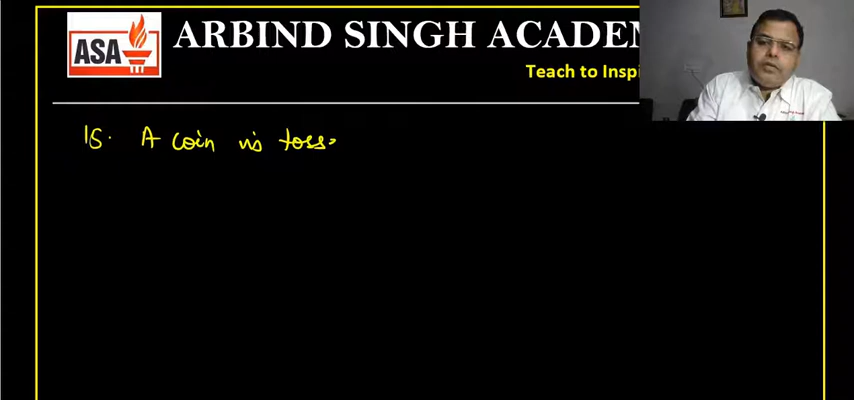 ASA
ARBIND SINGH ACADEM
Teach to Inspi
15. A coin is toss